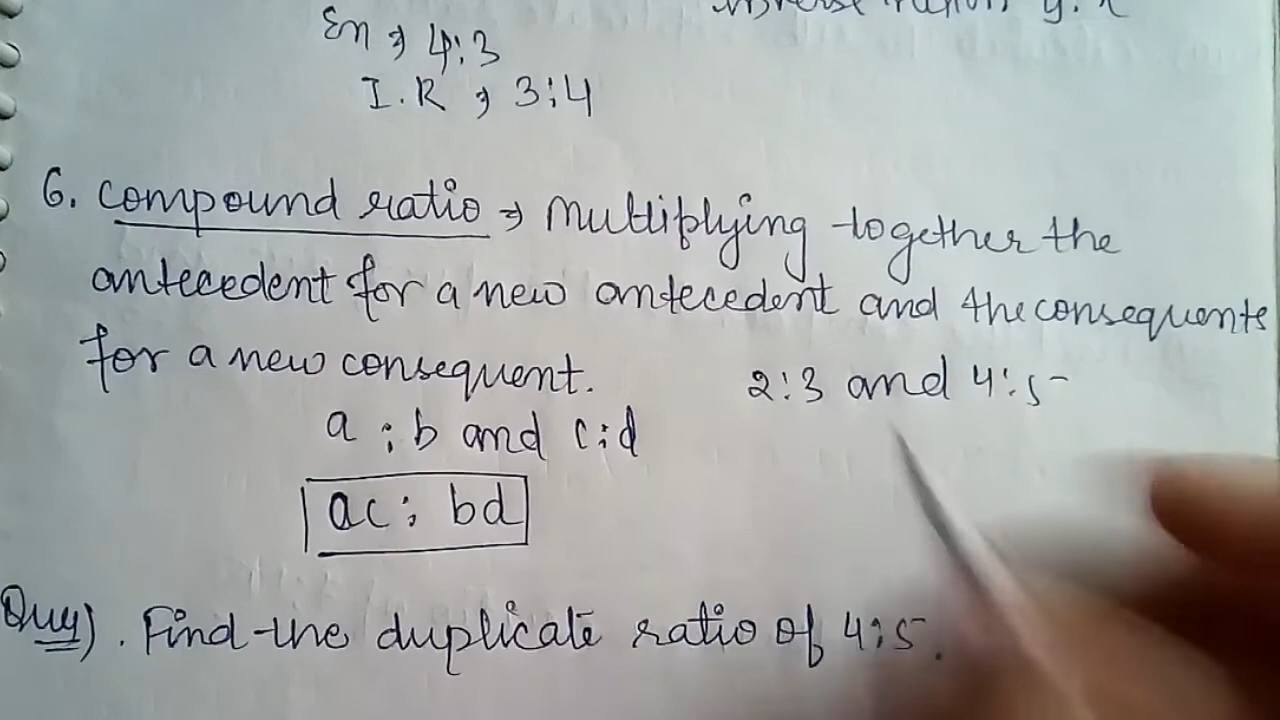 En → 4:3
I.R → 3:4
6. Compound ratio → Multiplying together the
antecedent for a new antecedent and the consequents
for a new consequent.
2:3 and 4:5
a : b and c:d
ac : bd
Find the duplicate ratio of 4:5.